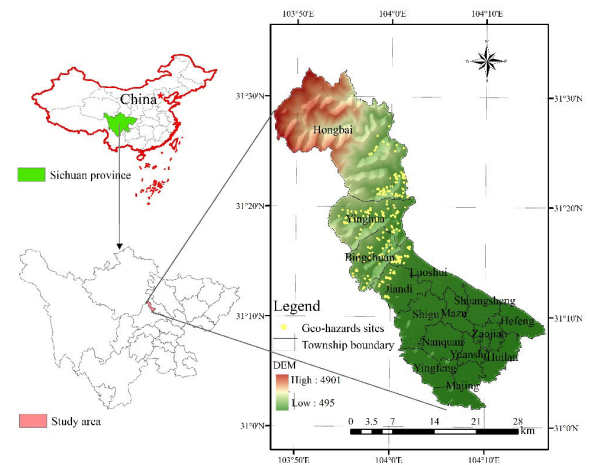 103°50'E 104°0'E 104°10'E
China
31°30'N 31°30'N
Hongbai
Sichuan province
31°20'N 31°20'N
Yinghua
Bingchuan
Luoshui
Jiandi
Legend
Shuangsheng
Shigu Mazu
Hefeng
31°10'N 31°10'N
Geo-hazards sites
Zaojiao
Township boundary
Nanquan
Yuanshi Huilan
DEM
Yingfeng
High : 4901
Majing
Low : 495
Study area
0 3.5 7 14 21 28
km
31°0'N 31°0'N
103°50'E 104°0'E 104°10'E